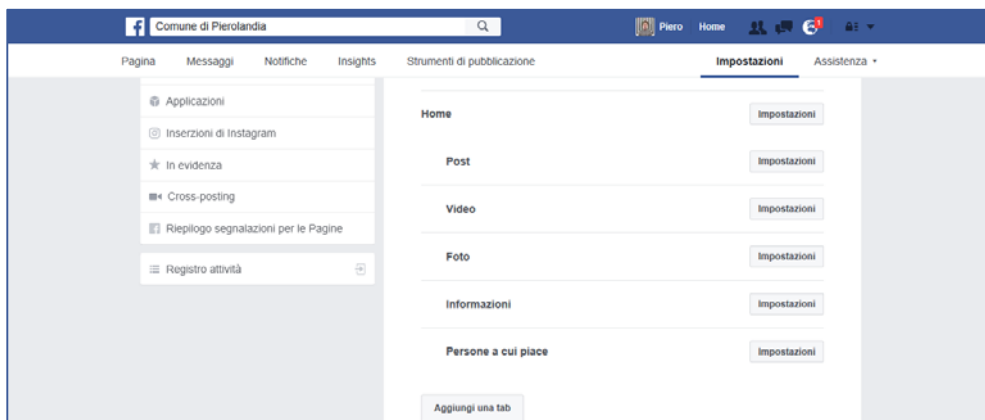 Comune di Pierolandia
Piero Home 1
Pagina Messaggi Notifiche Insights Strumenti di pubblicazione Impostazioni Assistenza
Applicazioni
Inserzioni di Instagram
In evidenza
Cross-posting
Riepilogo segnalazioni per le Pagine
Registro attività
Home Impostazioni
Post Impostazioni
Video Impostazioni
Foto Impostazioni
Informazioni Impostazioni
Persone a cui piace Impostazioni
Aggiungi una tab